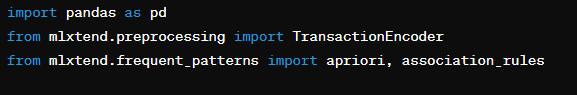 import pandas as pd
from mlxtend.preprocessing import TransactionEncoder
from mlxtend.frequent_patterns import apriori, association_rules